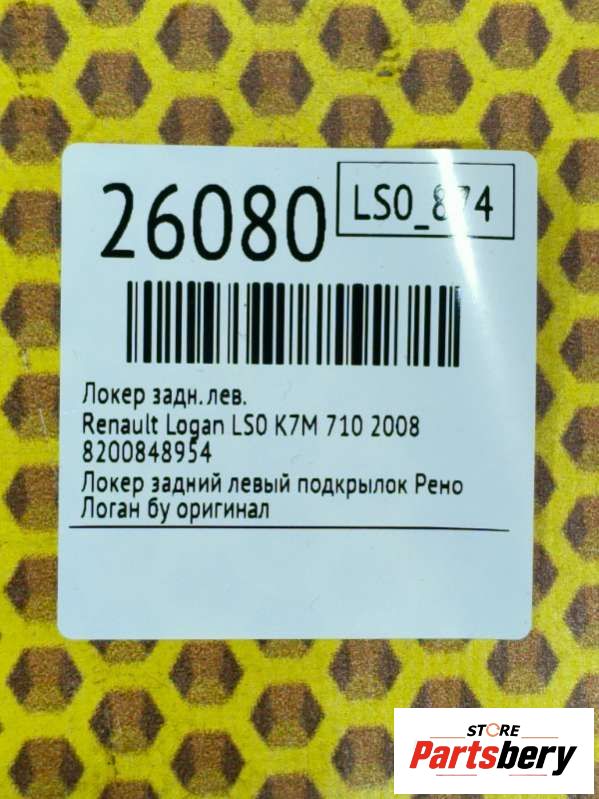 26080
LS0_874
Локер задн.лев.
Renault Logan LS0 K7M 710 2008
8200848954
Локер задний левый подкрылок Рено
Логан бу оригинал
STORE
Partsbery